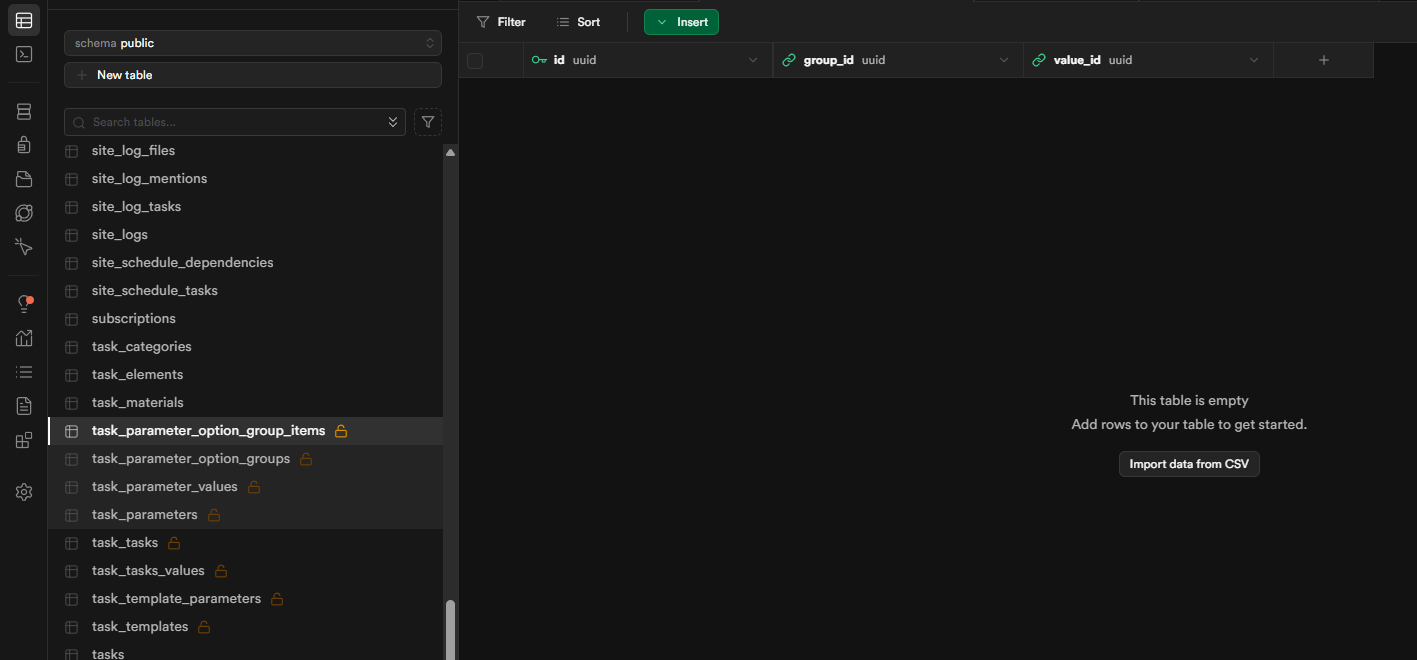 schema public
New table
Search tables...
site_log_files
site_log_mentions
site_log_tasks
site_logs
site_schedule_dependencies
site_schedule_tasks
subscriptions
task_categories
task_elements
task_materials
task_parameter_option_group_items
task_parameter_option_groups
task_parameter_values
task_parameters
task_tasks
task_tasks_values
task_template_parameters
task_templates
tasks
Filter Sort Insert
id uuid group_id uuid value_id uuid
This table is empty
Add rows to your table to get started.
Import data from CSV